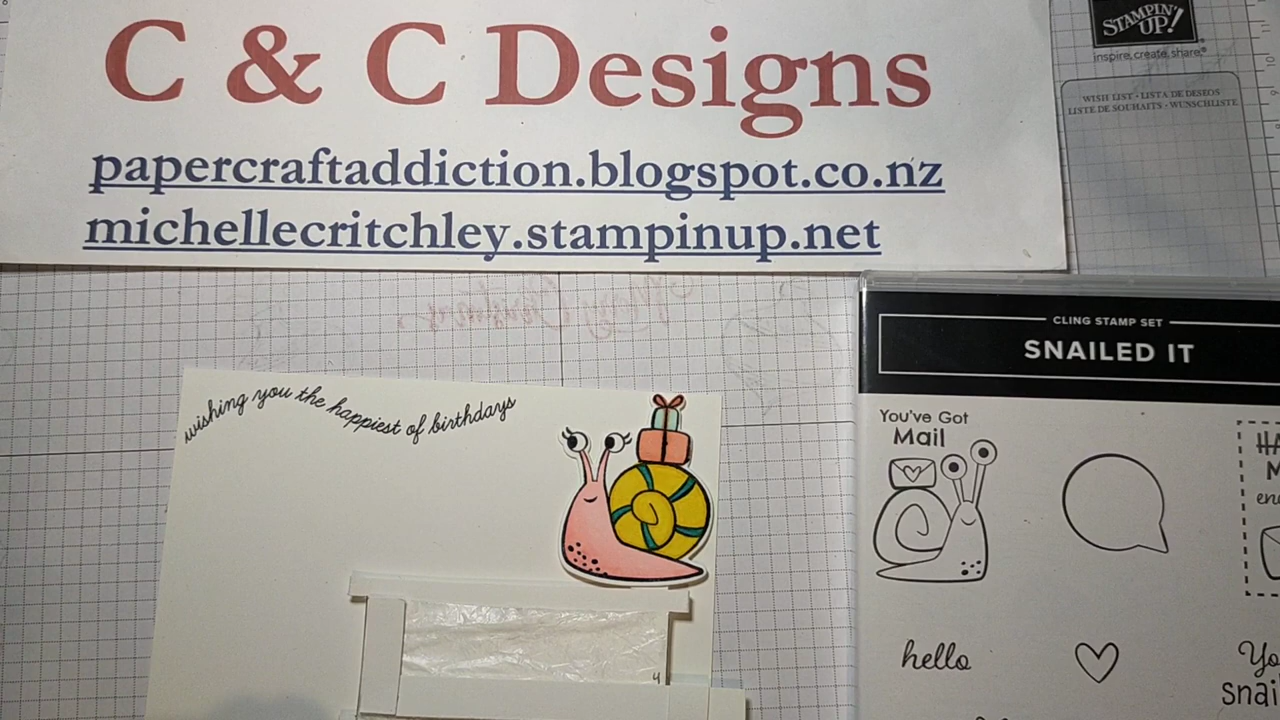 C & C Designs
papercraftaddiction.blogspot.co.nz
michellecritchley.stampinup.net
STAMPIN' UP!
inspire.create.share.®
WISH LIST • LISTA DE DESEOS
LISTE DE SOUHAITS • WUNSCHLISTE
CLING STAMP SET
SNAILED IT
wishing you the happiest of birthdays
You've Got
Mail
hello
4